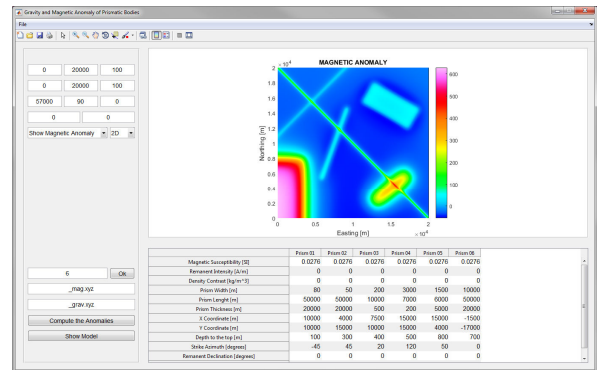 Gravity and Magnetic Anomaly of Prismatic Bodies
File
0 20000 100
0 20000 100
57000 90 0
0 0
Show Magnetic Anomaly 2D
6 Ok
_mag.xyz
_grav.xyz
Compute the Anomalies
Show Model
MAGNETIC ANOMALY
2 ×10^4
1.8
1.6
1.4
1.2
1
0.8
0.6
0.4
0.2
0
Northing [m]
0 0.5 1 1.5 2
×10^4
Easting [m]
600
500
400
300
200
100
0
Prism 01 Prism 02 Prism 03 Prism 04 Prism 05 Prism 06
Magnetic Susceptibility [SI] 0.0276 0.0276 0.0276 0.0276 0.0276 0.0276
Remanent Intensity [A/m] 0 0 0 0 0 0
Density Contrast [kg/m^3] 0 0 0 0 0 0
Prism Width [m] 80 50 200 3000 1500 10000
Prism Lenght [m] 50000 50000 10000 7000 6000 50000
Prism Thickness [m] 20000 20000 500 200 5000 20000
X Coordinate [m] 10000 4000 7500 15000 15000 0
Y Coordinate [m] 10000 15000 10000 15000 4000 -17000
Depth to the top [m] 100 300 400 500 800 700
Strike Azimuth [degrees] -45 45 20 120 50 0
Remanent Declination [degrees] 0 0 0 0 0 0